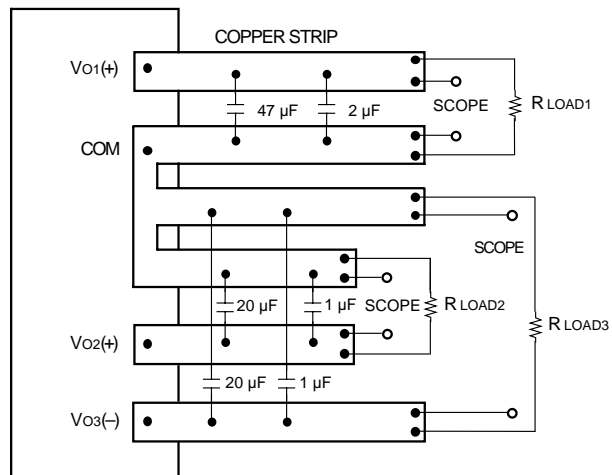 COPPER STRIP
VO1(+)
SCOPE
RLOAD1
47 µF
2 µF
COM
SCOPE
20 µF
1 µF
SCOPE
RLOAD2
RLOAD3
VO2(+)
20 µF
1 µF
VO3(–)